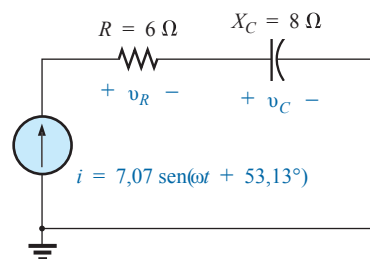 R = 6 Ω
X_C = 8 Ω
+ υ_R −
+ υ_C −
i = 7,07 sen(ωt + 53,13°)